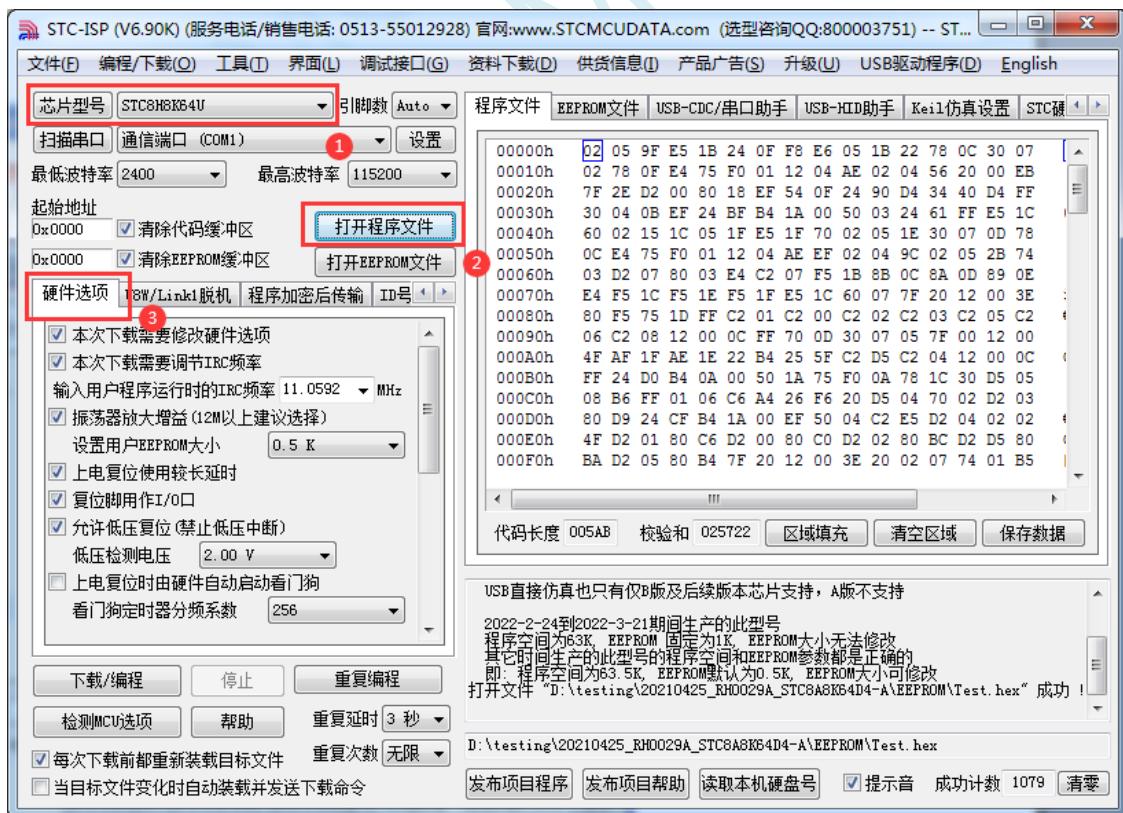 STC-ISP (V6.90K) (服务电话/销售电话: 0513-55012928) 官网:www.STCMCUDATA.com (选型咨询QQ:800003751) -- ST...
文件(F) 编程/下载(O) 工具(T) 界面(L) 调试接口(G) 资料下载(D) 供货信息(I) 产品广告(S) 升级(U) USB驱动程序(D) English
芯片型号 STC8H8K64U 引脚数 Auto
扫描串口 通信端口 (COM1) 设置
1
最低波特率 2400 最高波特率 115200
起始地址
0x0000 清除代码缓冲区 打开程序文件
0x0000 清除EEPROM缓冲区 打开EEPROM文件
2
硬件选项 U8W/Link1脱机 程序加密后传输 ID号
3
本次下载需要修改硬件选项
本次下载需要调节IRC频率
输入用户程序运行时的IRC频率 11.0592 MHz
振荡器放大增益(12M以上建议选择)
设置用户EEPROM大小 0.5 K
上电复位使用较长延时
复位脚用作I/O口
允许低压复位(禁止低压中断)
低压检测电压 2.00 V
上电复位时由硬件自动启动看门狗
看门狗定时器分频系数 256
下载/编程 停止 重复编程
检测MCU选项 帮助 重复延时 3 秒
每次下载前都重新装载目标文件 重复次数 无限
当目标文件变化时自动装载并发送下载命令
程序文件 EEPROM文件 USB-CDC/串口助手 USB-HID助手 Keil仿真设置 STC硬
00000h 02 05 9F E5 1B 24 0F F8 E6 05 1B 22 78 0C 30 07
00010h 02 78 0F E4 75 F0 01 12 04 AE 02 04 56 20 00 EB
00020h 7F 2E D2 00 80 18 EF 54 0F 24 90 D4 34 40 D4 FF
00030h 30 04 0B EF 24 BF B4 1A 00 50 03 24 61 FF E5 1C
00040h 60 02 15 1C 05 1F E5 1F 70 02 05 1E 30 07 0D 78
00050h 0C E4 75 F0 01 12 04 AE EF 02 04 9C 02 05 2B 74
00060h 03 D2 07 80 03 E4 C2 07 F5 1B 8B 0C 8A 0D 89 0E
00070h E4 F5 1C F5 1E F5 1F E5 1C 60 07 7F 20 12 00 3E
00080h 80 F5 75 1D FF C2 01 C2 00 C2 02 C2 03 C2 05 C2
00090h 06 C2 08 12 00 0C FF 70 0D 30 07 05 7F 00 12 00
000A0h 4F AF 1F AE 1E 22 B4 25 5F C2 D5 C2 04 12 00 0C
000B0h FF 24 D0 B4 0A 00 50 1A 75 F0 0A 78 1C 30 D5 05
000C0h 08 B6 FF 01 06 C6 A4 26 F6 20 D5 04 70 02 D2 03
000D0h 80 D9 24 CF B4 1A 00 EF 50 04 C2 E5 D2 04 02 02
000E0h 4F D2 01 80 C6 D2 00 80 C0 D2 02 80 BC D2 D5 80
000F0h BA D2 05 80 B4 7F 20 12 00 3E 20 02 07 74 01 B5
代码长度 005AB 校验和 025722 区域填充 清空区域 保存数据
USB直接仿真也只有仅B版及后续版本芯片支持，A版不支持
2022-2-24到2022-3-21期间生产的此型号
程序空间为63K, EEPROM 固定为1K, EEPROM大小无法修改
其它时间生产的此型号的程序空间和EEPROM参数都是正确的
即: 程序空间为63.5K, EEPROM默认为0.5K, EEPROM大小可修改
打开文件 "D:\testing\20210425_RH0029A_STC8A8K64D4-A\EEPROM\Test.hex" 成功 !
D:\testing\20210425_RH0029A_STC8A8K64D4-A\EEPROM\Test.hex
发布项目程序 发布项目帮助 读取本机硬盘号 提示音 成功计数 1079 清零